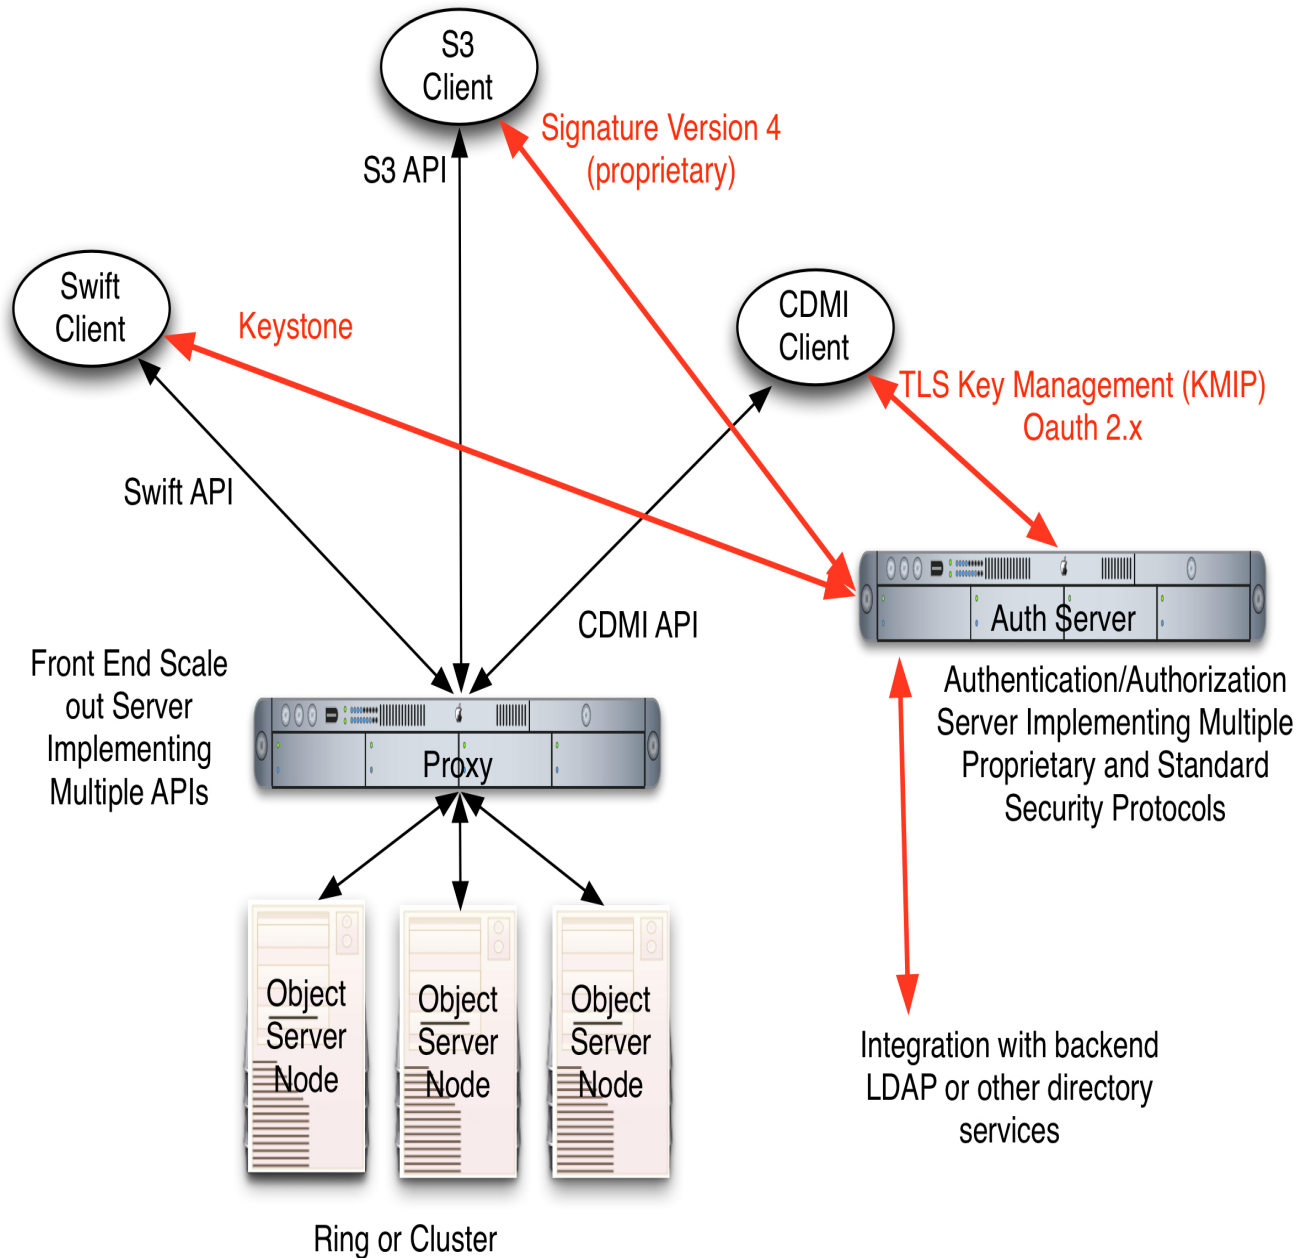 S3
Client
Signature Version 4
(proprietary)
S3 API
Swift
Client
Keystone
CDMI
Client
TLS Key Management (KMIP)
Oauth 2.x
Swift API
CDMI API
Auth Server
Front End Scale
out Server
Implementing
Multiple APIs
Authentication/Authorization
Server Implementing Multiple
Proprietary and Standard
Security Protocols
Proxy
Object
Server
Node
Object
Server
Node
Object
Server
Node
Integration with backend
LDAP or other directory
services
Ring or Cluster